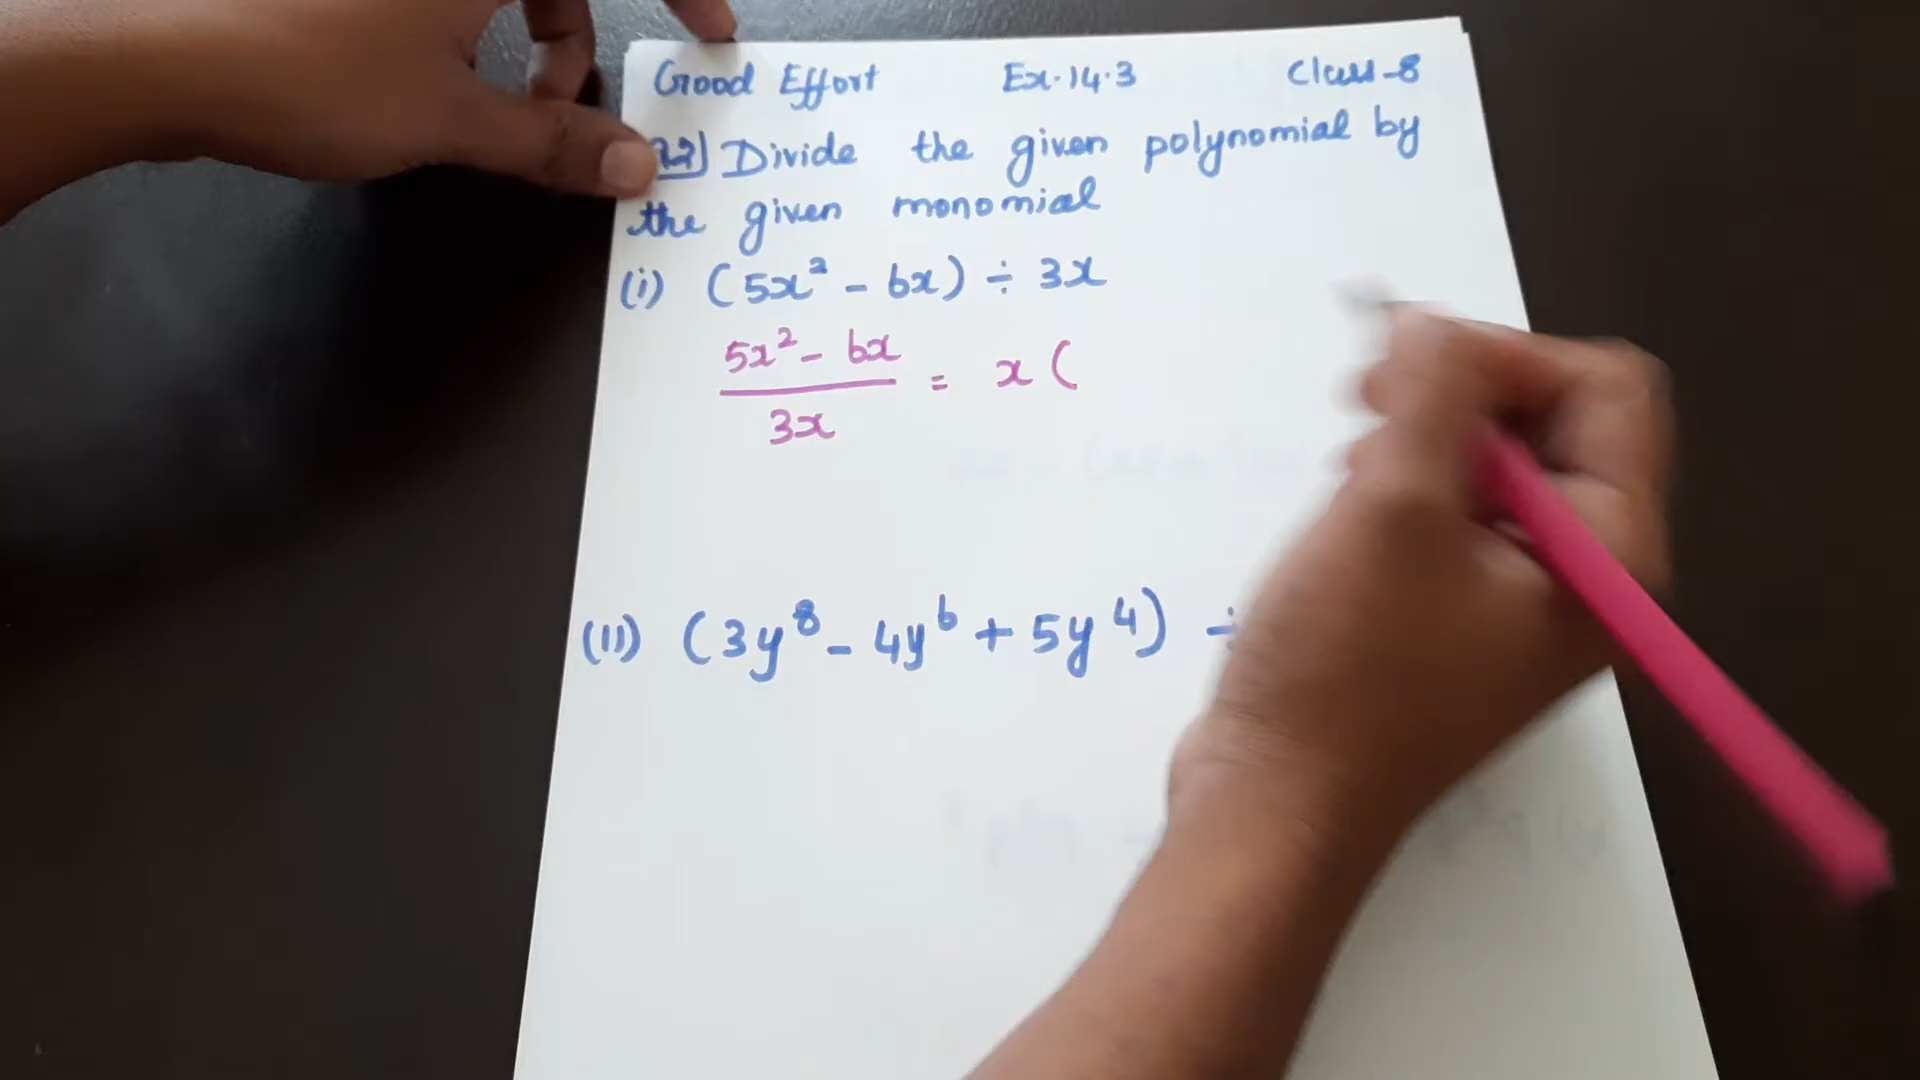 Good Effort Ex.14.3 Class-8
Divide the given polynomial by
the given monomial
(i) (5x² - 6x) ÷ 3x
5x² - 6x
3x
= x (
(ii) (3y⁸ - 4y⁶ + 5y⁴) ÷